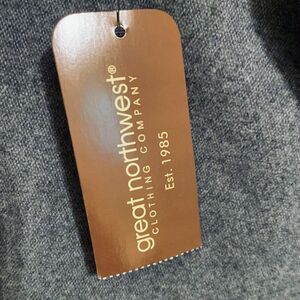 great northwest®
CLOTHING COMPANY
Est. 1985